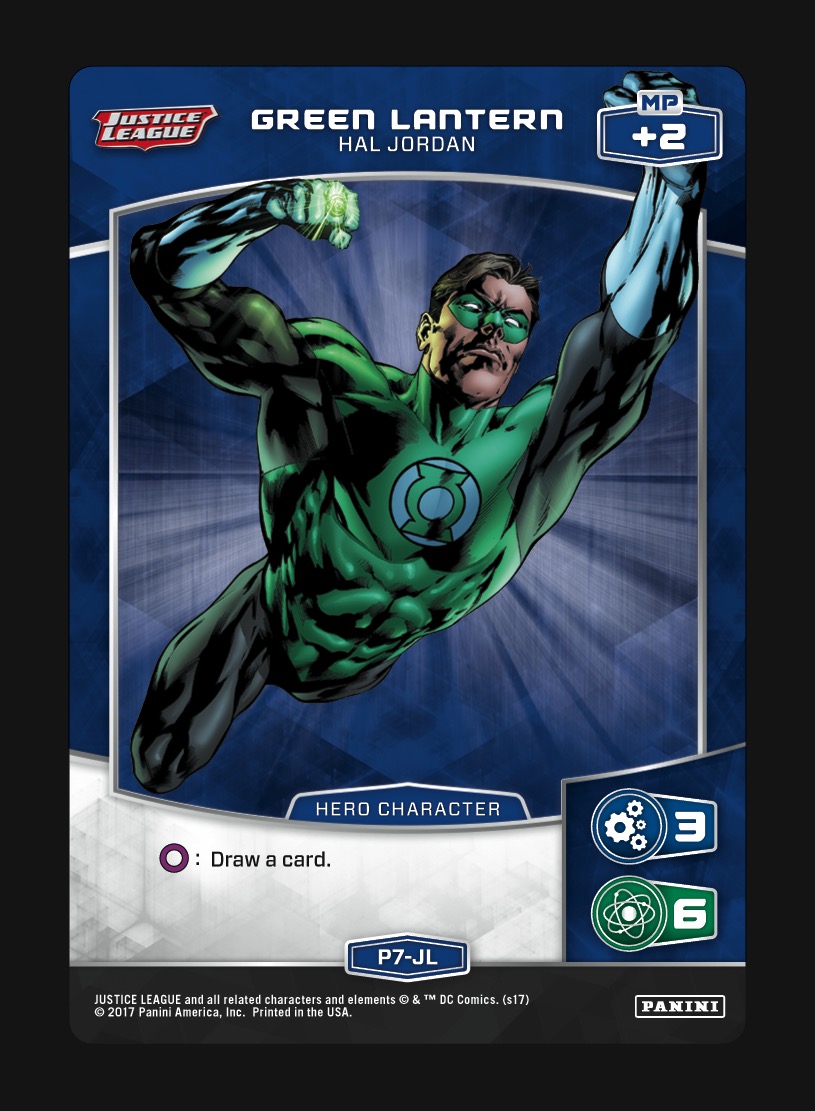 JUSTICE LEAGUE
GREEN LANTERN
HAL JORDAN
MP
+2
HERO CHARACTER
: Draw a card.
3
6
P7-JL
JUSTICE LEAGUE and all related characters and elements © & ™ DC Comics. (s17)
© 2017 Panini America, Inc. Printed in the USA.
PANINI